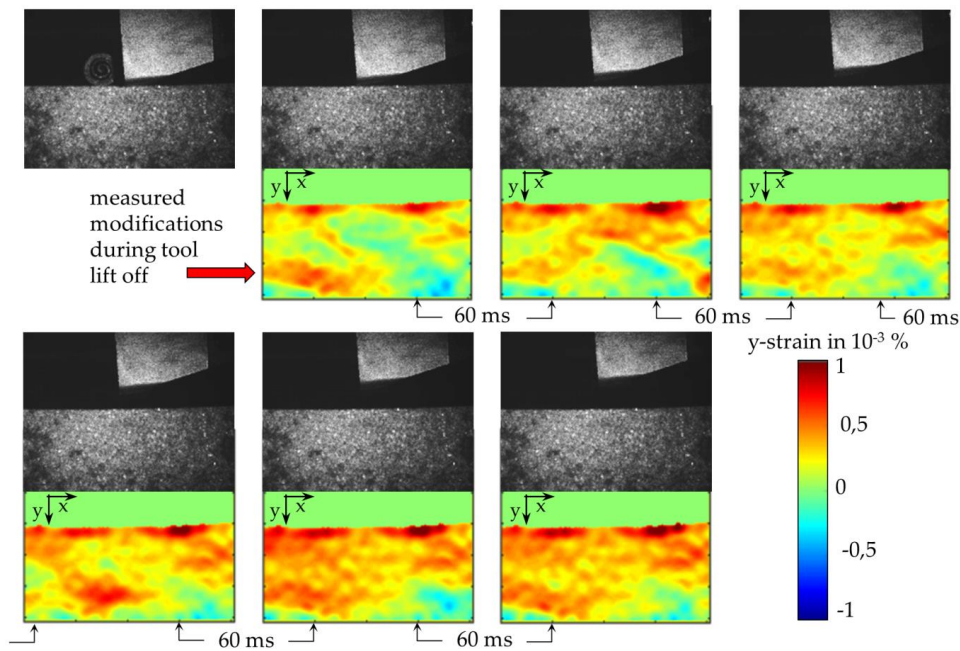 measured
modifications
during tool
lift off
y x
y x
y x
60 ms
60 ms
60 ms
y-strain in 10⁻³ %
1
0,5
0
-0,5
-1
y x
y x
y x
60 ms
60 ms